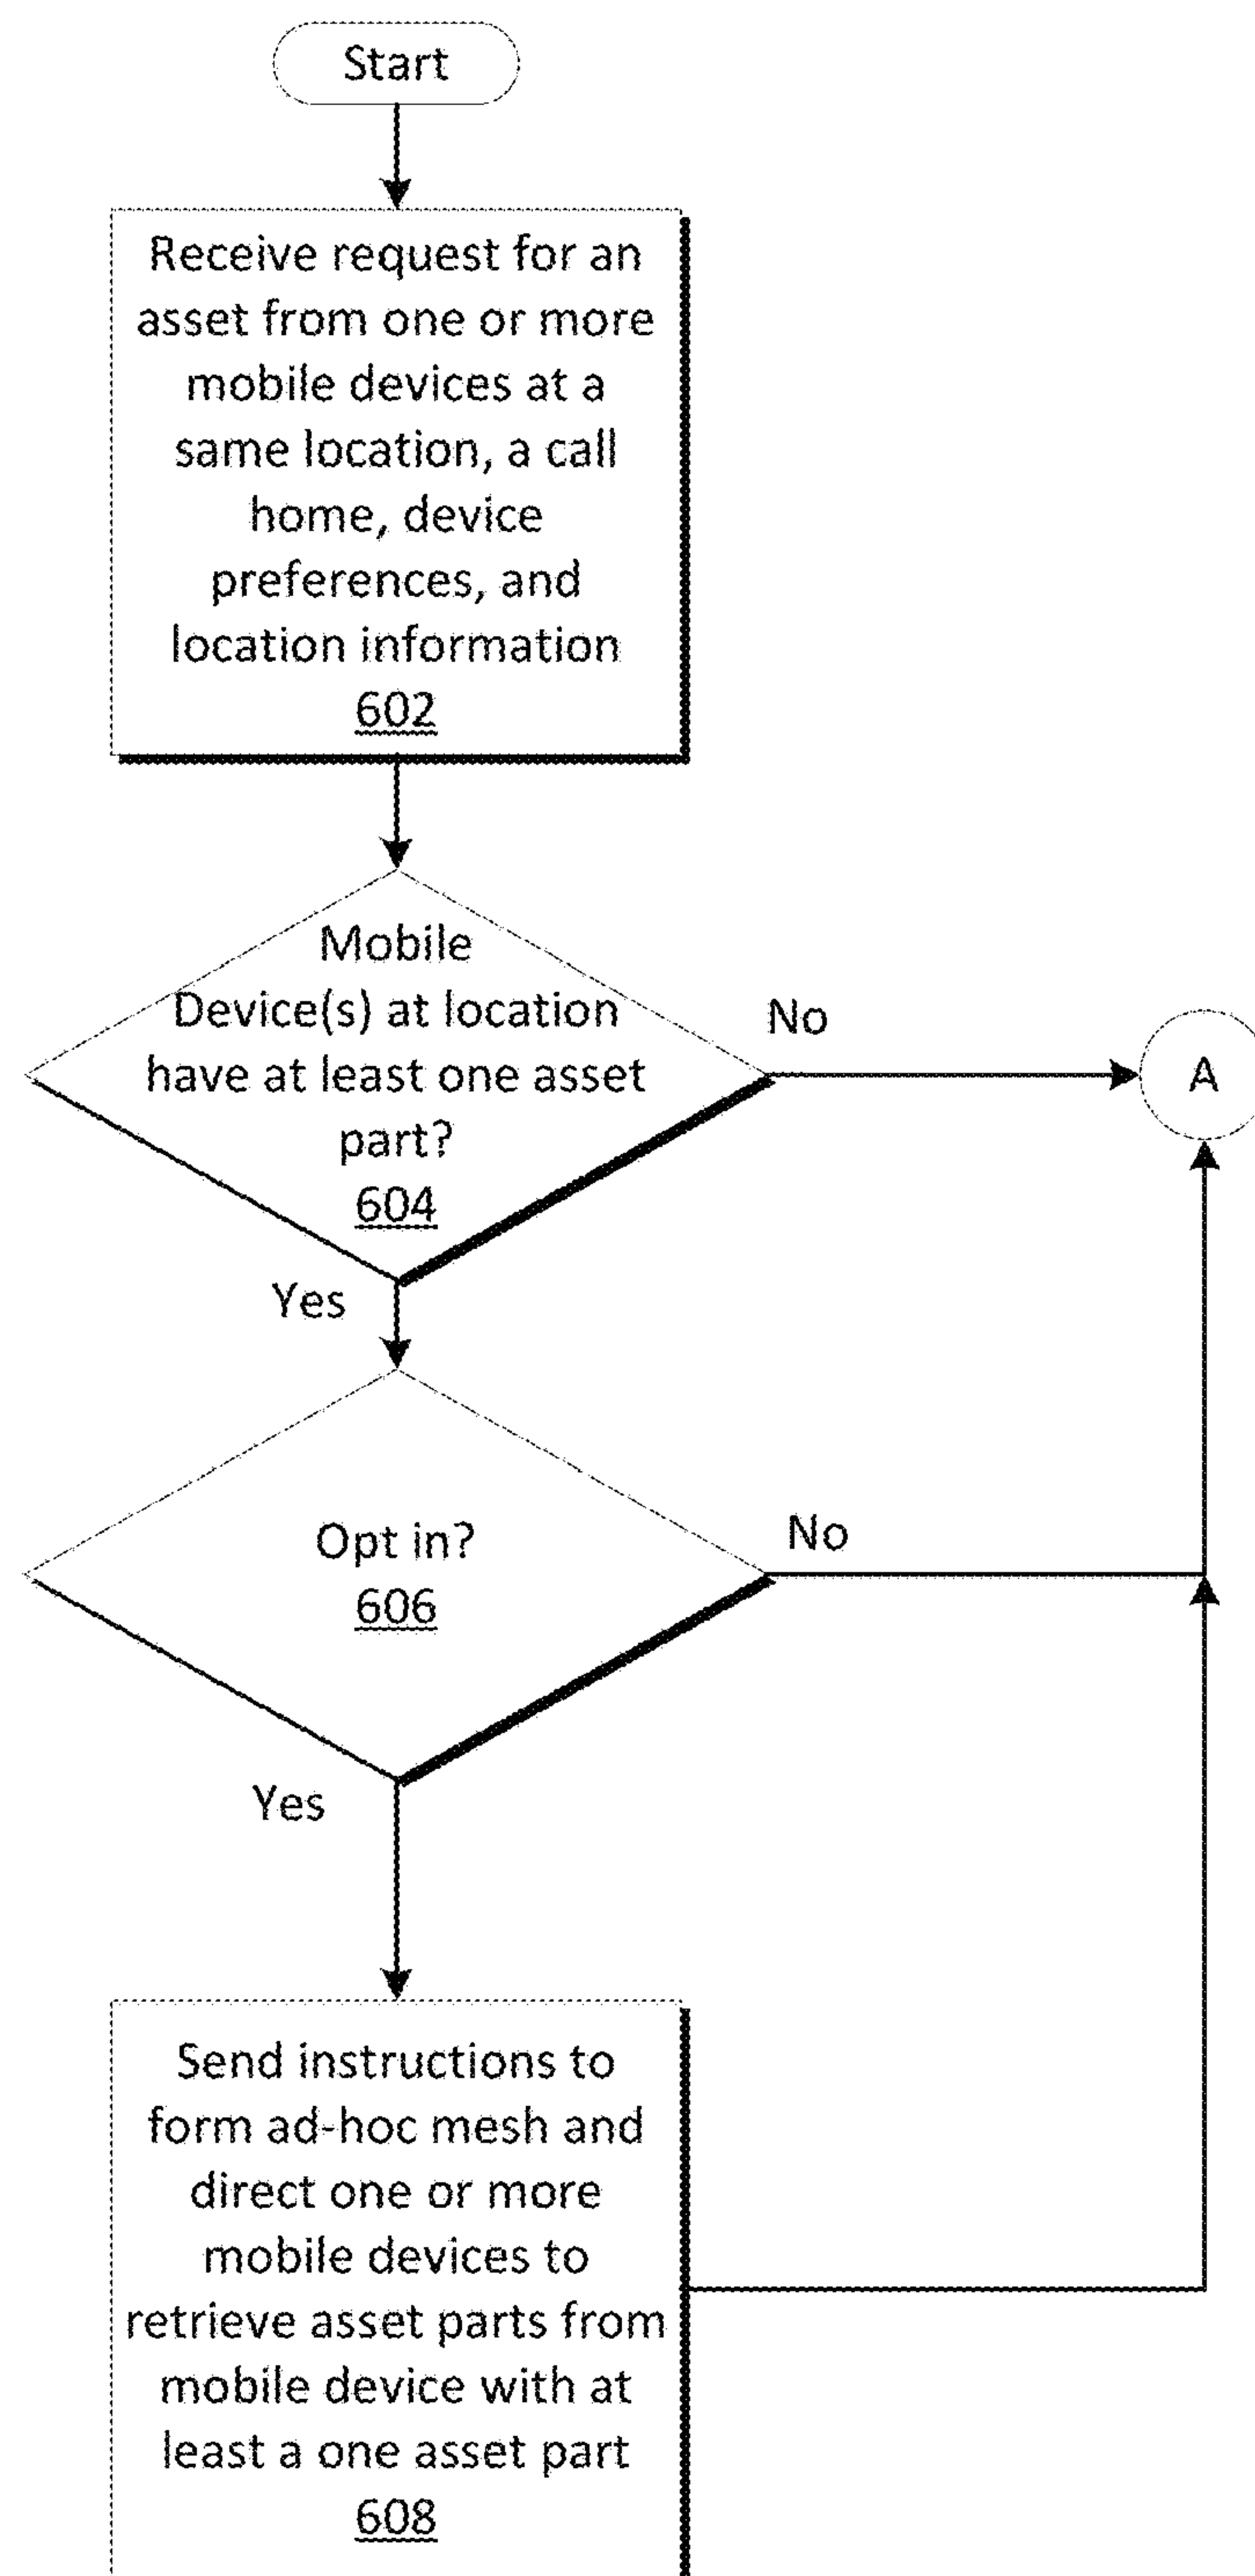 Start
Receive request for an
asset from one or more
mobile devices at a
same location, a call
home, device
preferences, and
location information
602
Mobile
Device(s) at location
have at least one asset
part?
604
No
A
Yes
Opt in?
606
No
Yes
Send instructions to
form ad-hoc mesh and
direct one or more
mobile devices to
retrieve asset parts from
mobile device with at
least a one asset part
608